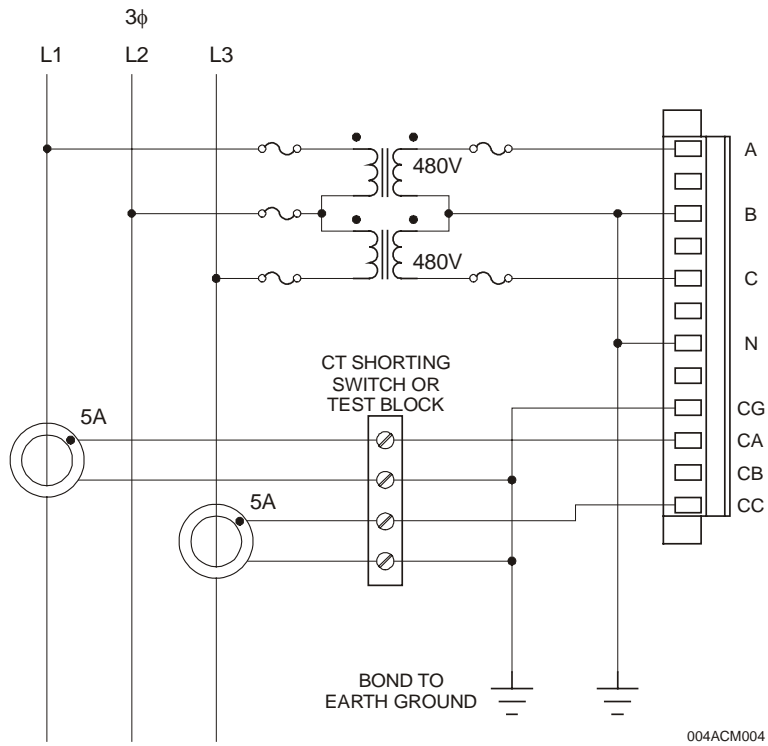 3ϕ
L1
L2
L3
480V
480V
A
B
C
N
CG
CA
CB
CC
CT SHORTING
SWITCH OR
TEST BLOCK
5A
5A
BOND TO
EARTH GROUND
004ACM004